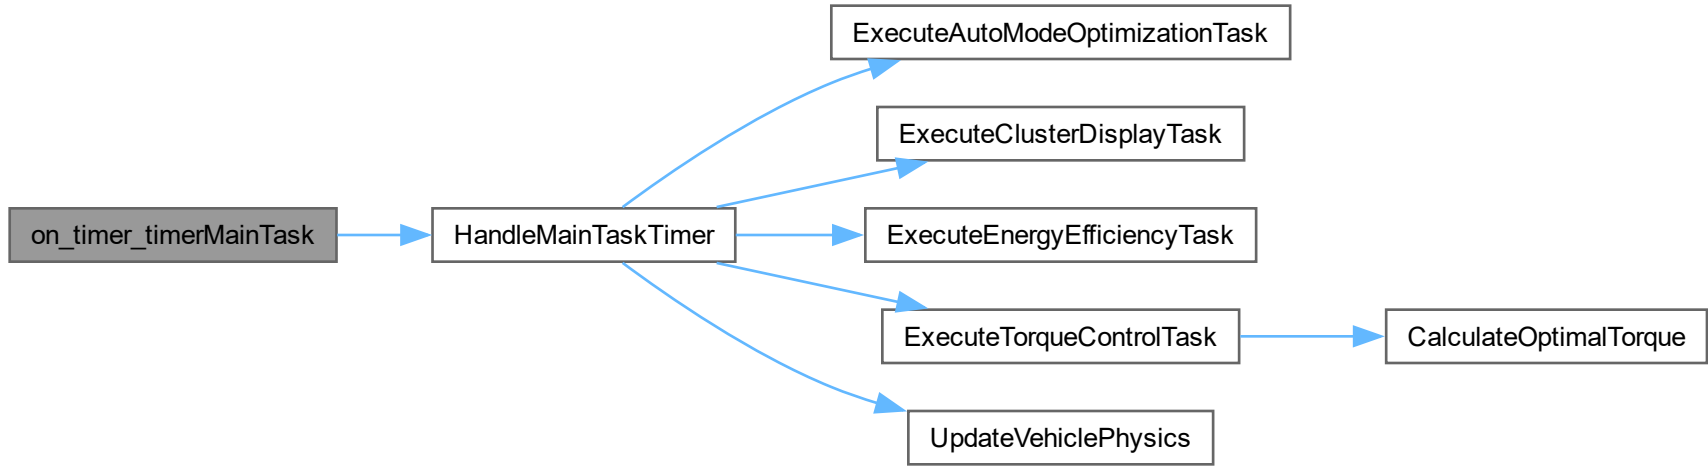 ExecuteAutoModeOptimizationTask
ExecuteClusterDisplayTask
on_timer_timerMainTask
HandleMainTaskTimer
ExecuteEnergyEfficiencyTask
ExecuteTorqueControlTask
CalculateOptimalTorque
UpdateVehiclePhysics